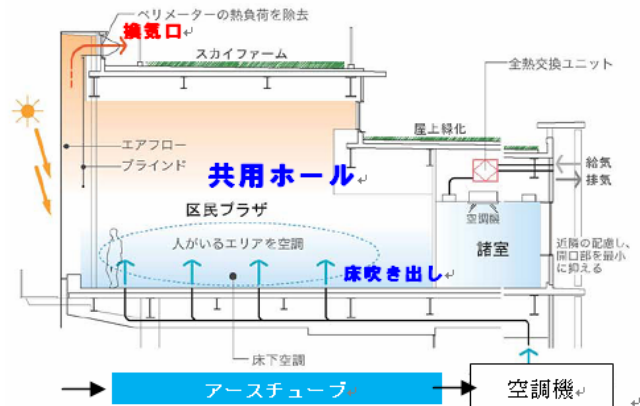 ペリメーターの熱負荷を除去
換気口
スカイファーム
全熱交換ユニット
屋上緑化
エアフロー
ブラインド
給気
排気
共用ホール
区民プラザ
空調機
人がいるエリアを空調
諸室
近隣の配慮し、
開口部を最小
に抑える
床吹き出し
床下空調
アースチューブ
空調機